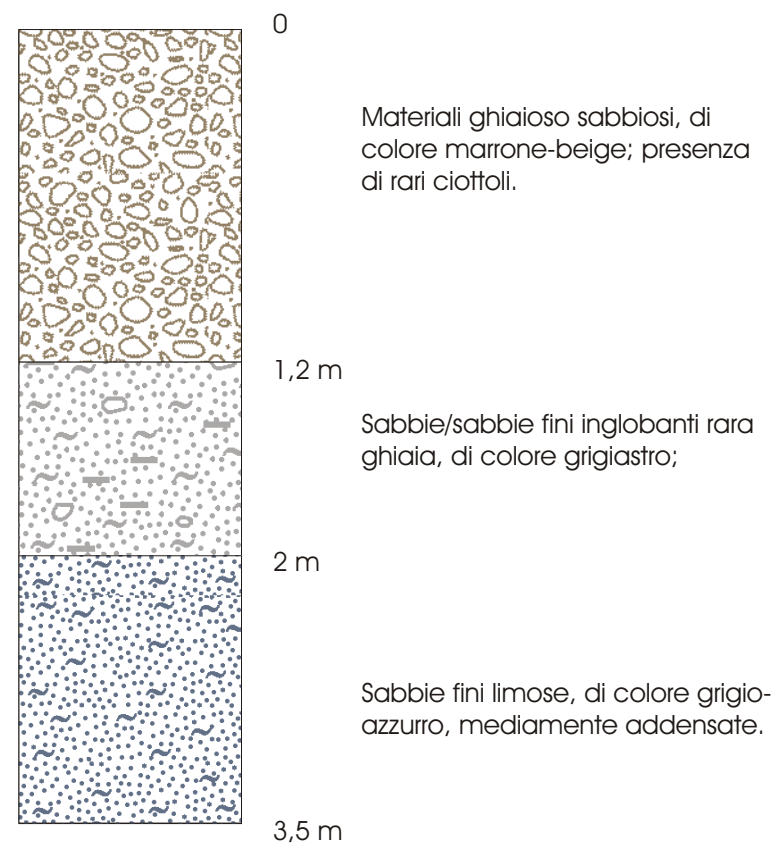 0
Materiali ghiaioso sabbiosi, di
colore marrone-beige; presenza
di rari ciottoli.
1,2 m
Sabbie/sabbie fini inglobanti rara
ghiaia, di colore grigiastro;
2 m
Sabbie fini limose, di colore grigio-
azzurro, mediamente addensate.
3,5 m